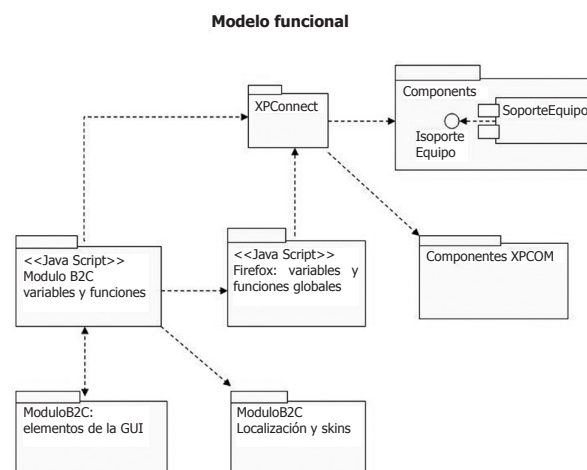 Modelo funcional
XPConnect
Components
SoporteEquipo
Isoporte
Equipo
<<Java Script>>
Modulo B2C
variables y funciones
<<Java Script>>
Firefox: variables y
funciones globales
Componentes XPCOM
ModuloB2C:
elementos de la GUI
ModuloB2C
Localización y skins